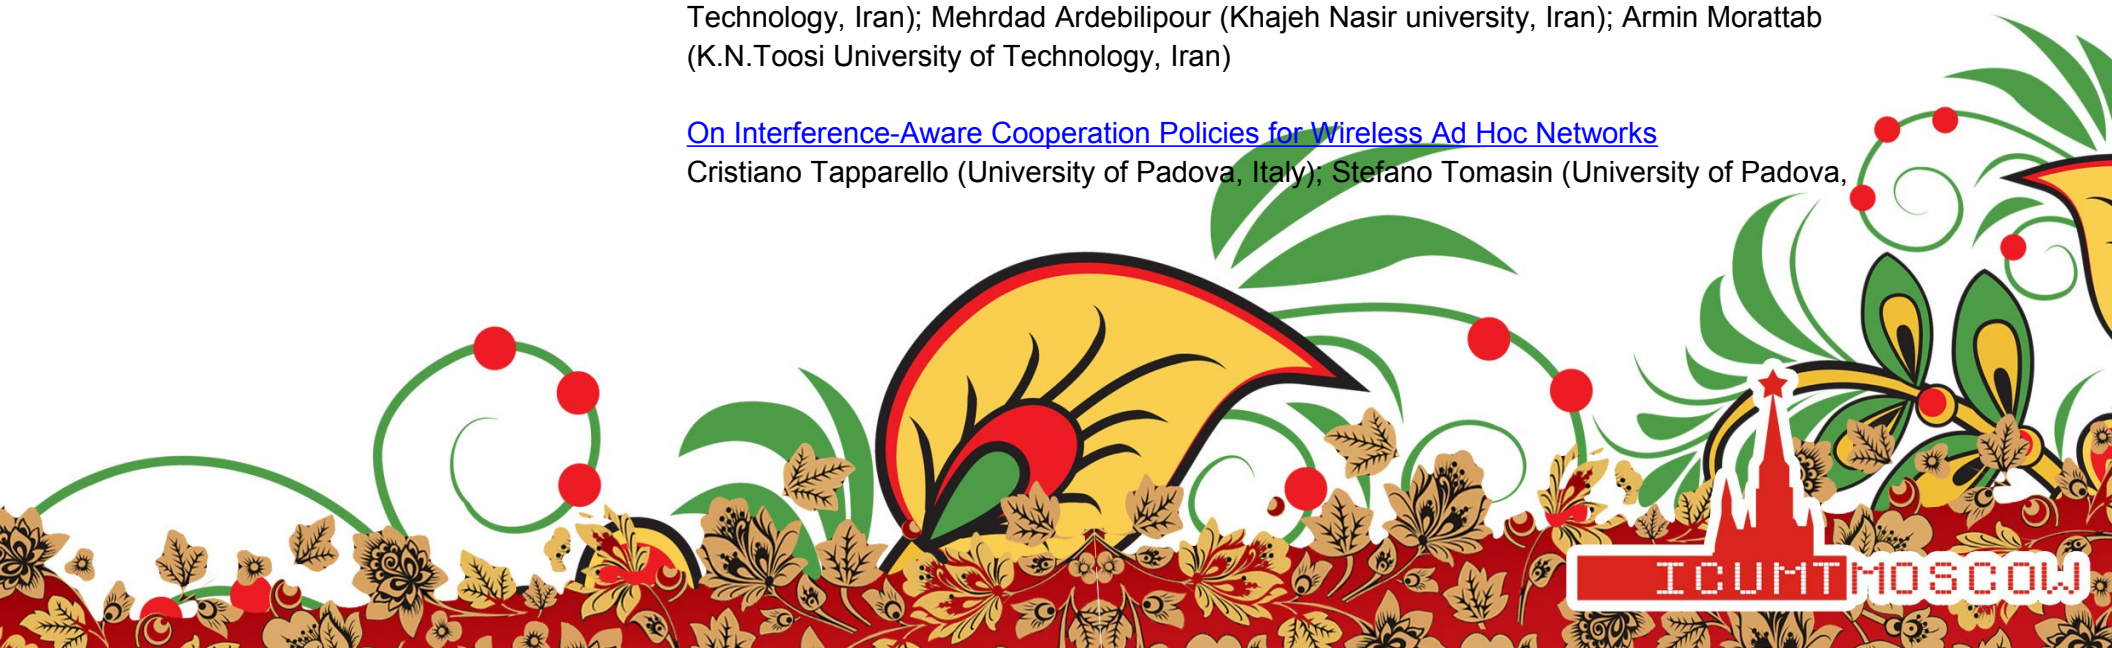 Technology, Iran); Mehrdad Ardebilipour (Khajeh Nasir university, Iran); Armin Morattab
(K.N.Toosi University of Technology, Iran)
On Interference-Aware Cooperation Policies for Wireless Ad Hoc Networks
Cristiano Tapparello (University of Padova, Italy); Stefano Tomasin (University of Padova,
ICUMT MOSCOW